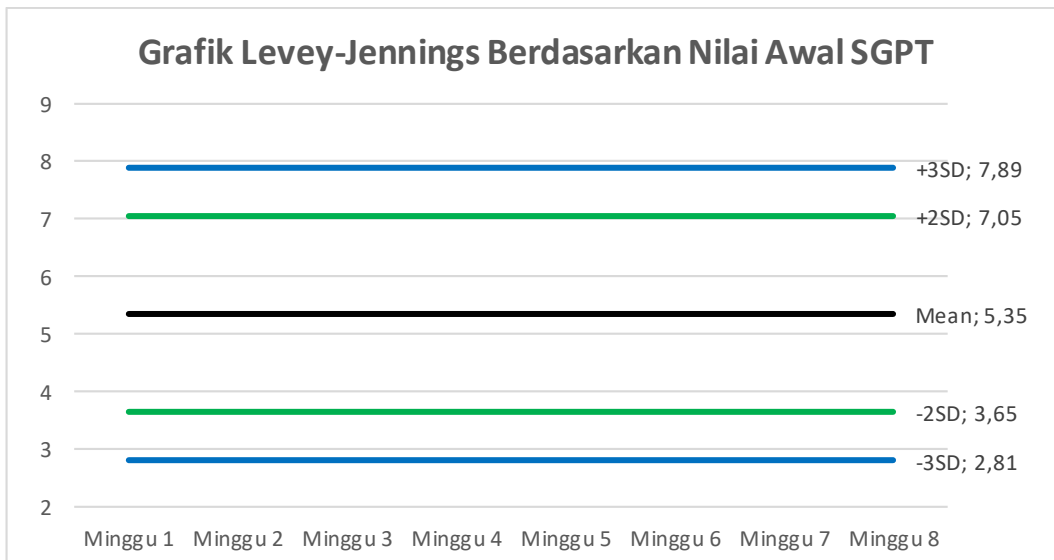 Grafik Levey-Jennings Berdasarkan Nilai Awal SGPT
9
8
7
6
5
4
3
2
+3SD; 7,89
+2SD; 7,05
Mean; 5,35
-2SD; 3,65
-3SD; 2,81
Minggu 1 Minggu 2 Minggu 3 Minggu 4 Minggu 5 Minggu 6 Minggu 7 Minggu 8